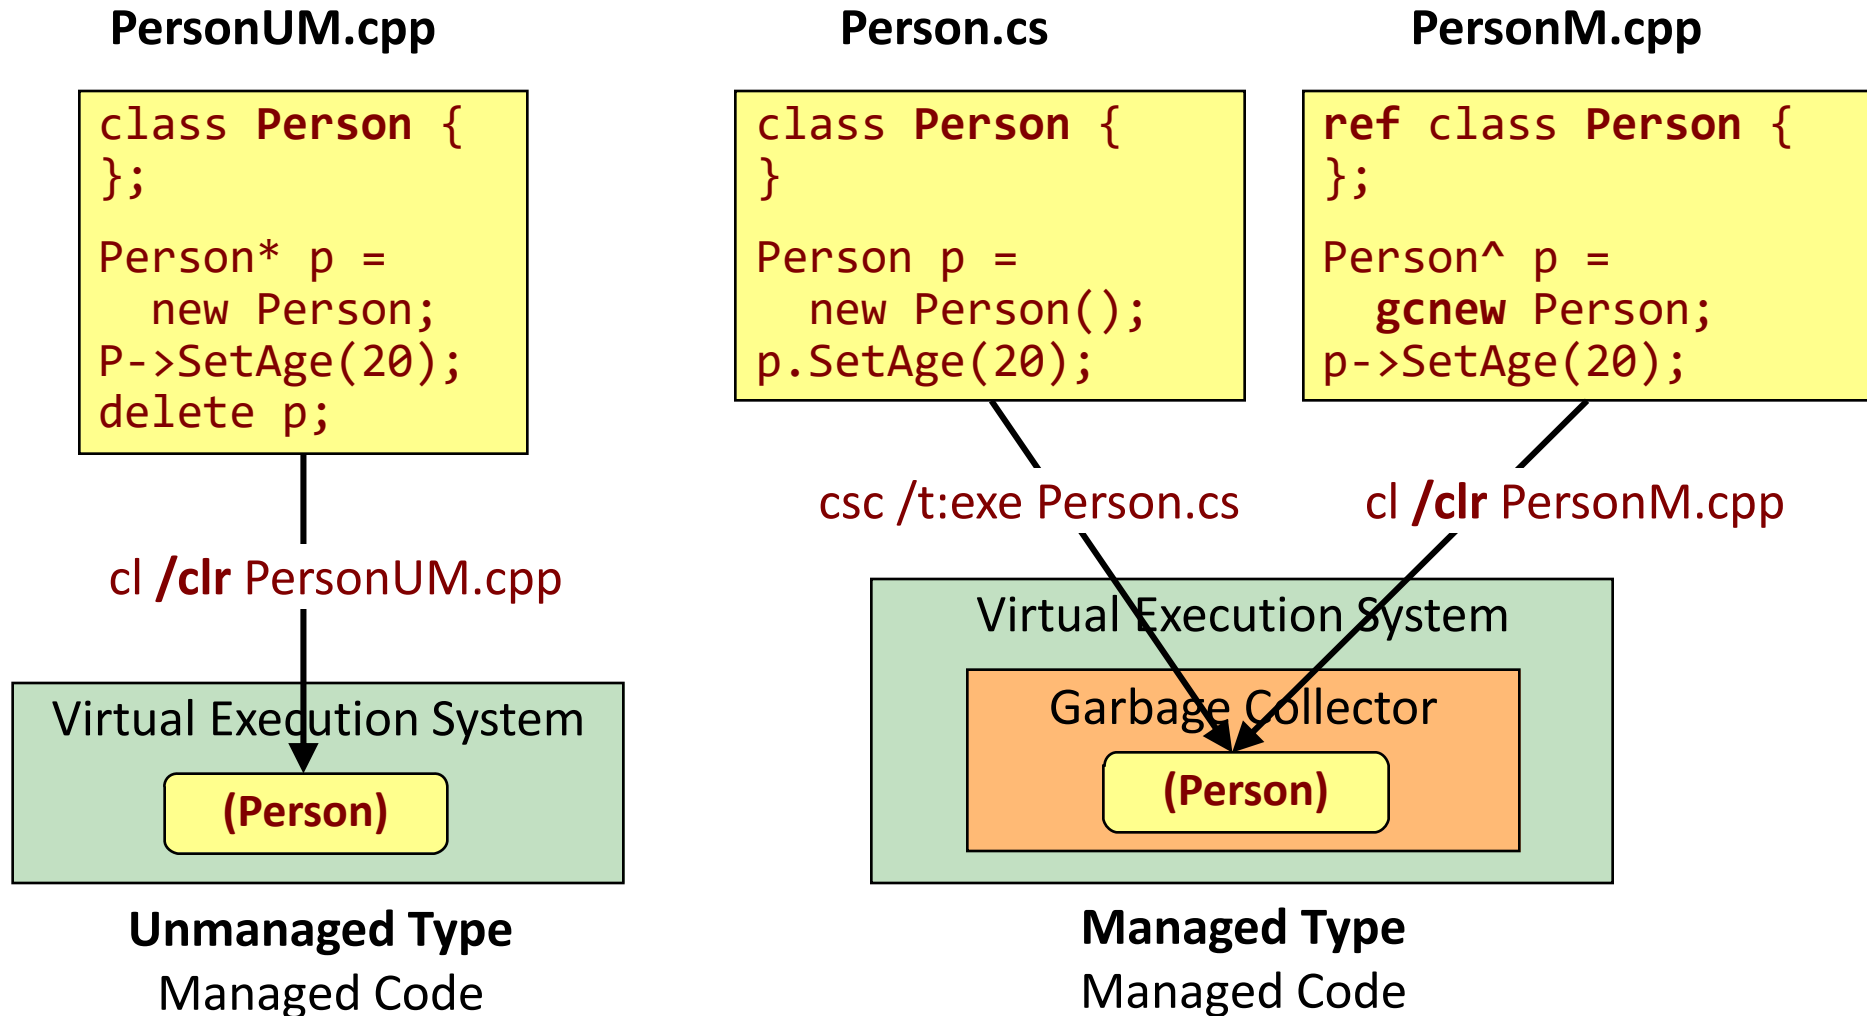 PersonUM.cpp
class Person {
};
Person* p =
  new Person;
P->SetAge(20);
delete p;
cl /clr PersonUM.cpp
Virtual Execution System
(Person)
Unmanaged Type
Managed Code
Person.cs
class Person {
}
Person p =
  new Person();
p.SetAge(20);
csc /t:exe Person.cs
PersonM.cpp
ref class Person {
};
Person^ p =
  gcnew Person;
p->SetAge(20);
cl /clr PersonM.cpp
Virtual Execution System
Garbage Collector
(Person)
Managed Type
Managed Code